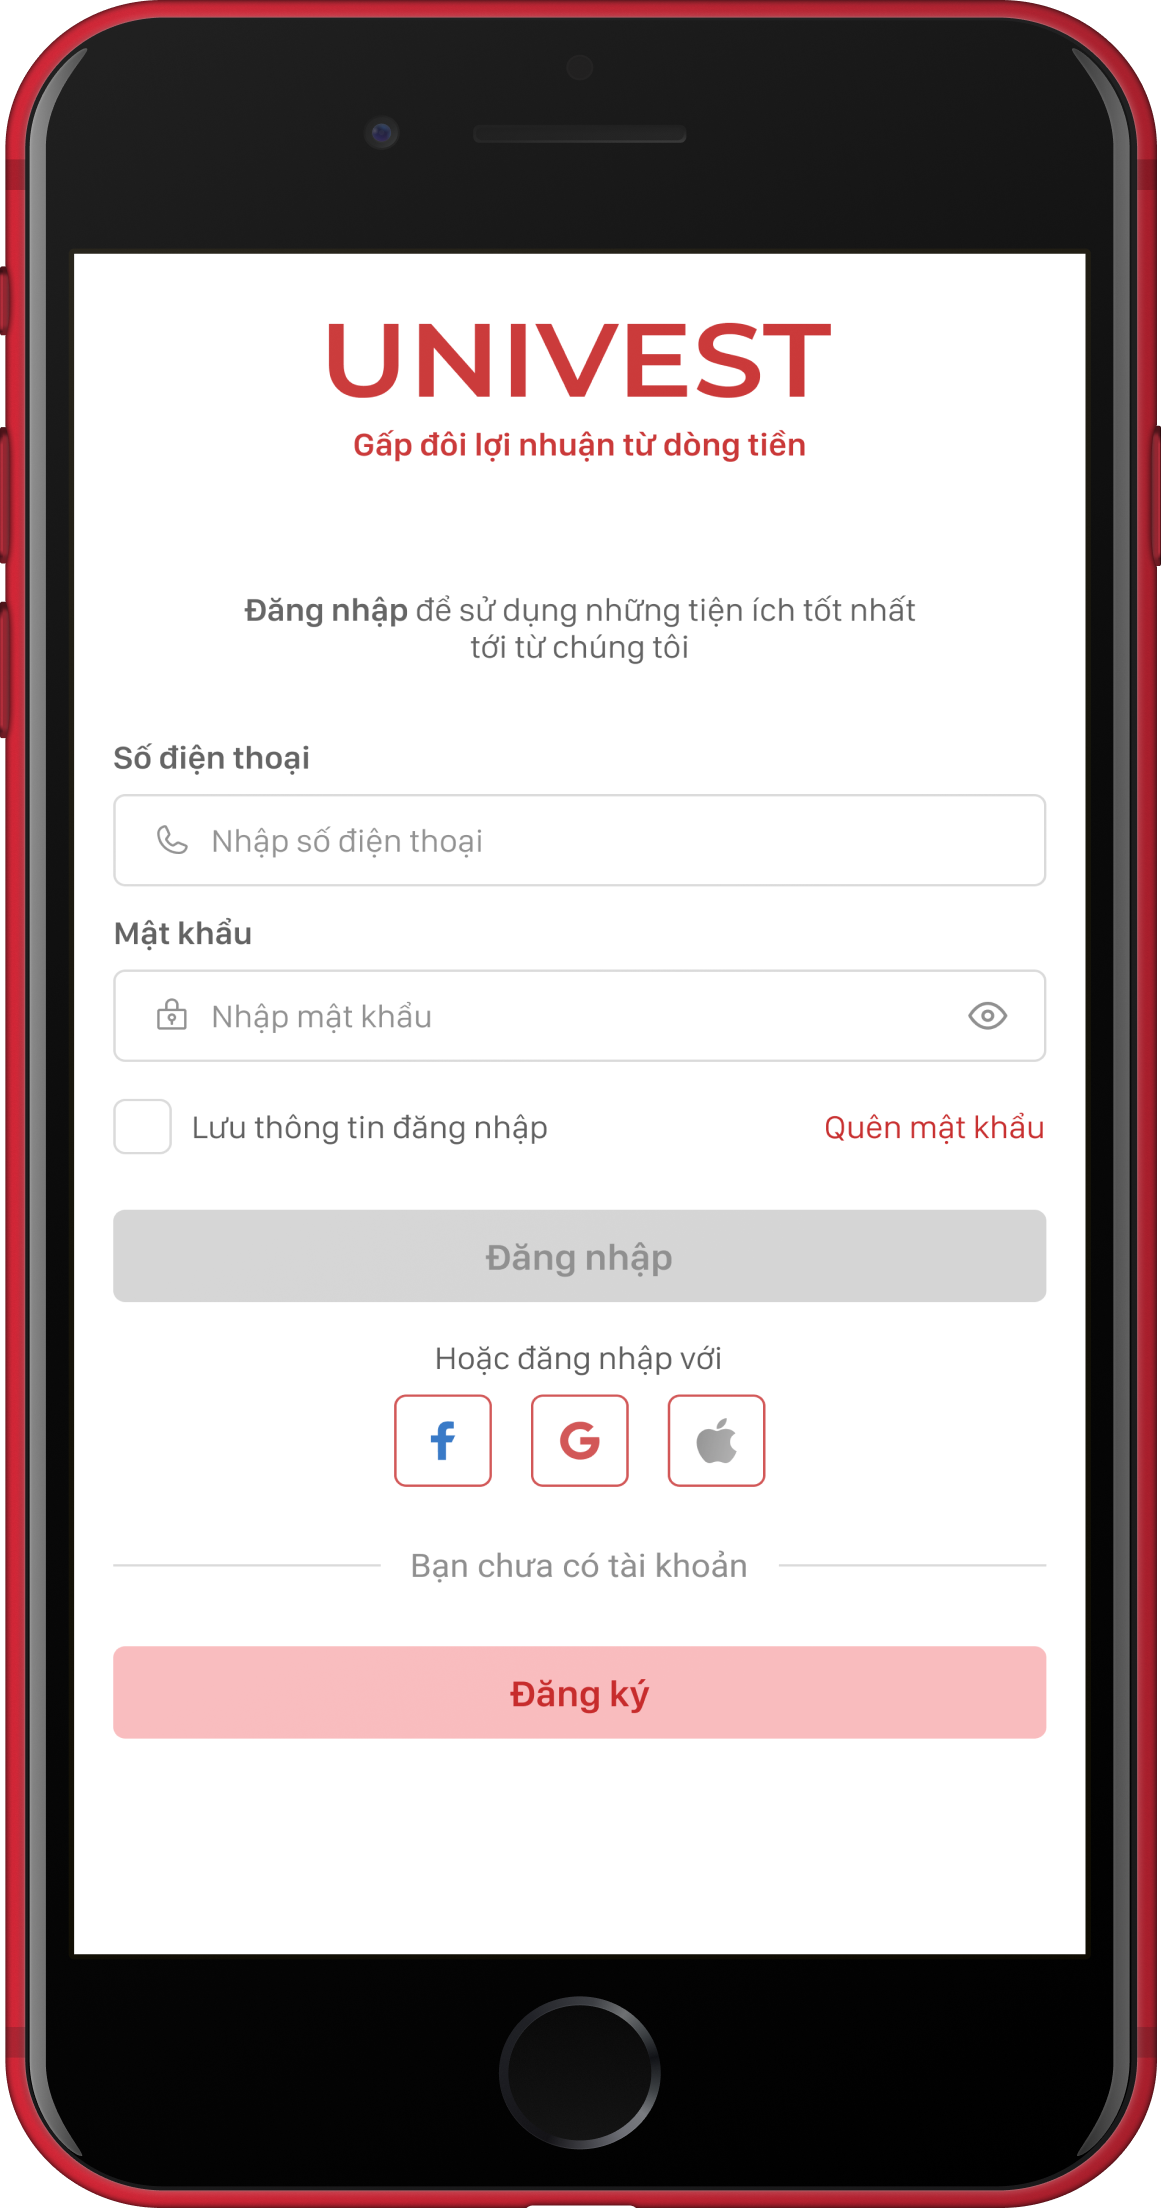 UNIVEST
Gấp đôi lợi nhuận từ dòng tiền
Đăng nhập để sử dụng những tiện ích tốt nhất
tới từ chúng tôi
Số điện thoại
Nhập số điện thoại
Mật khẩu
Nhập mật khẩu
Lưu thông tin đăng nhập
Quên mật khẩu
Đăng nhập
Hoặc đăng nhập với
Bạn chưa có tài khoản
Đăng ký